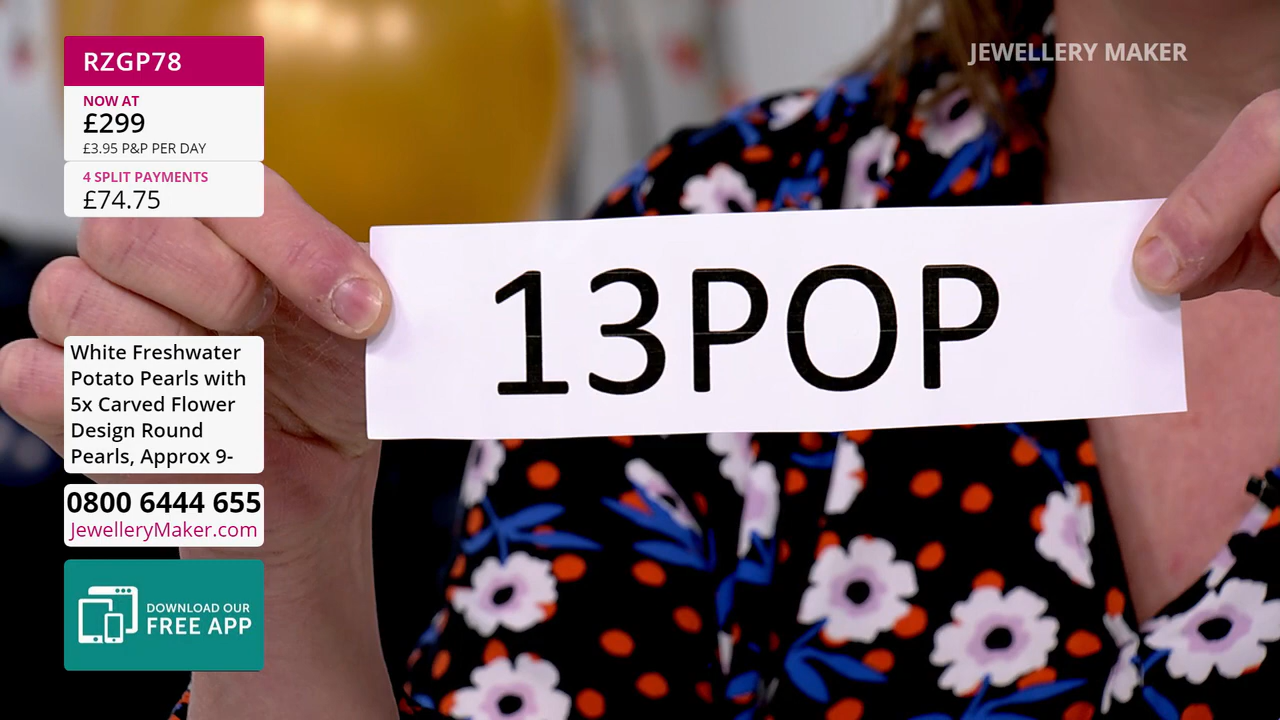 RZGP78
NOW AT
£299
£3.95 P&P PER DAY
4 SPLIT PAYMENTS
£74.75
White Freshwater
Potato Pearls with
5x Carved Flower
Design Round
Pearls, Approx 9-
0800 6444 655
JewelleryMaker.com
DOWNLOAD OUR
FREE APP
JEWELLERY MAKER
13POP